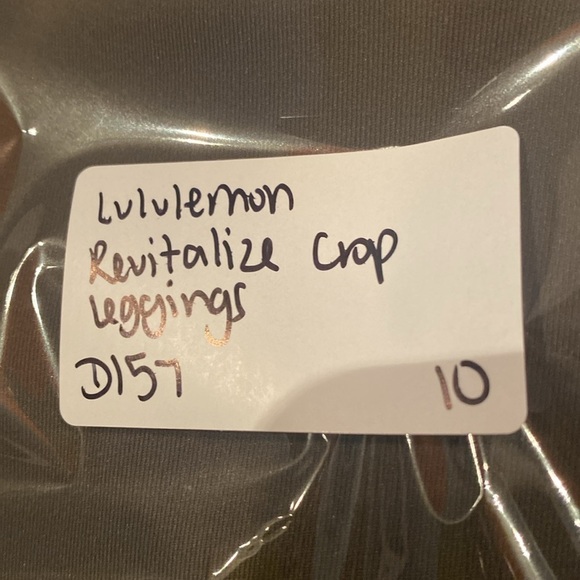 Lululemon
Revitalize Crop
Leggings
D157 10